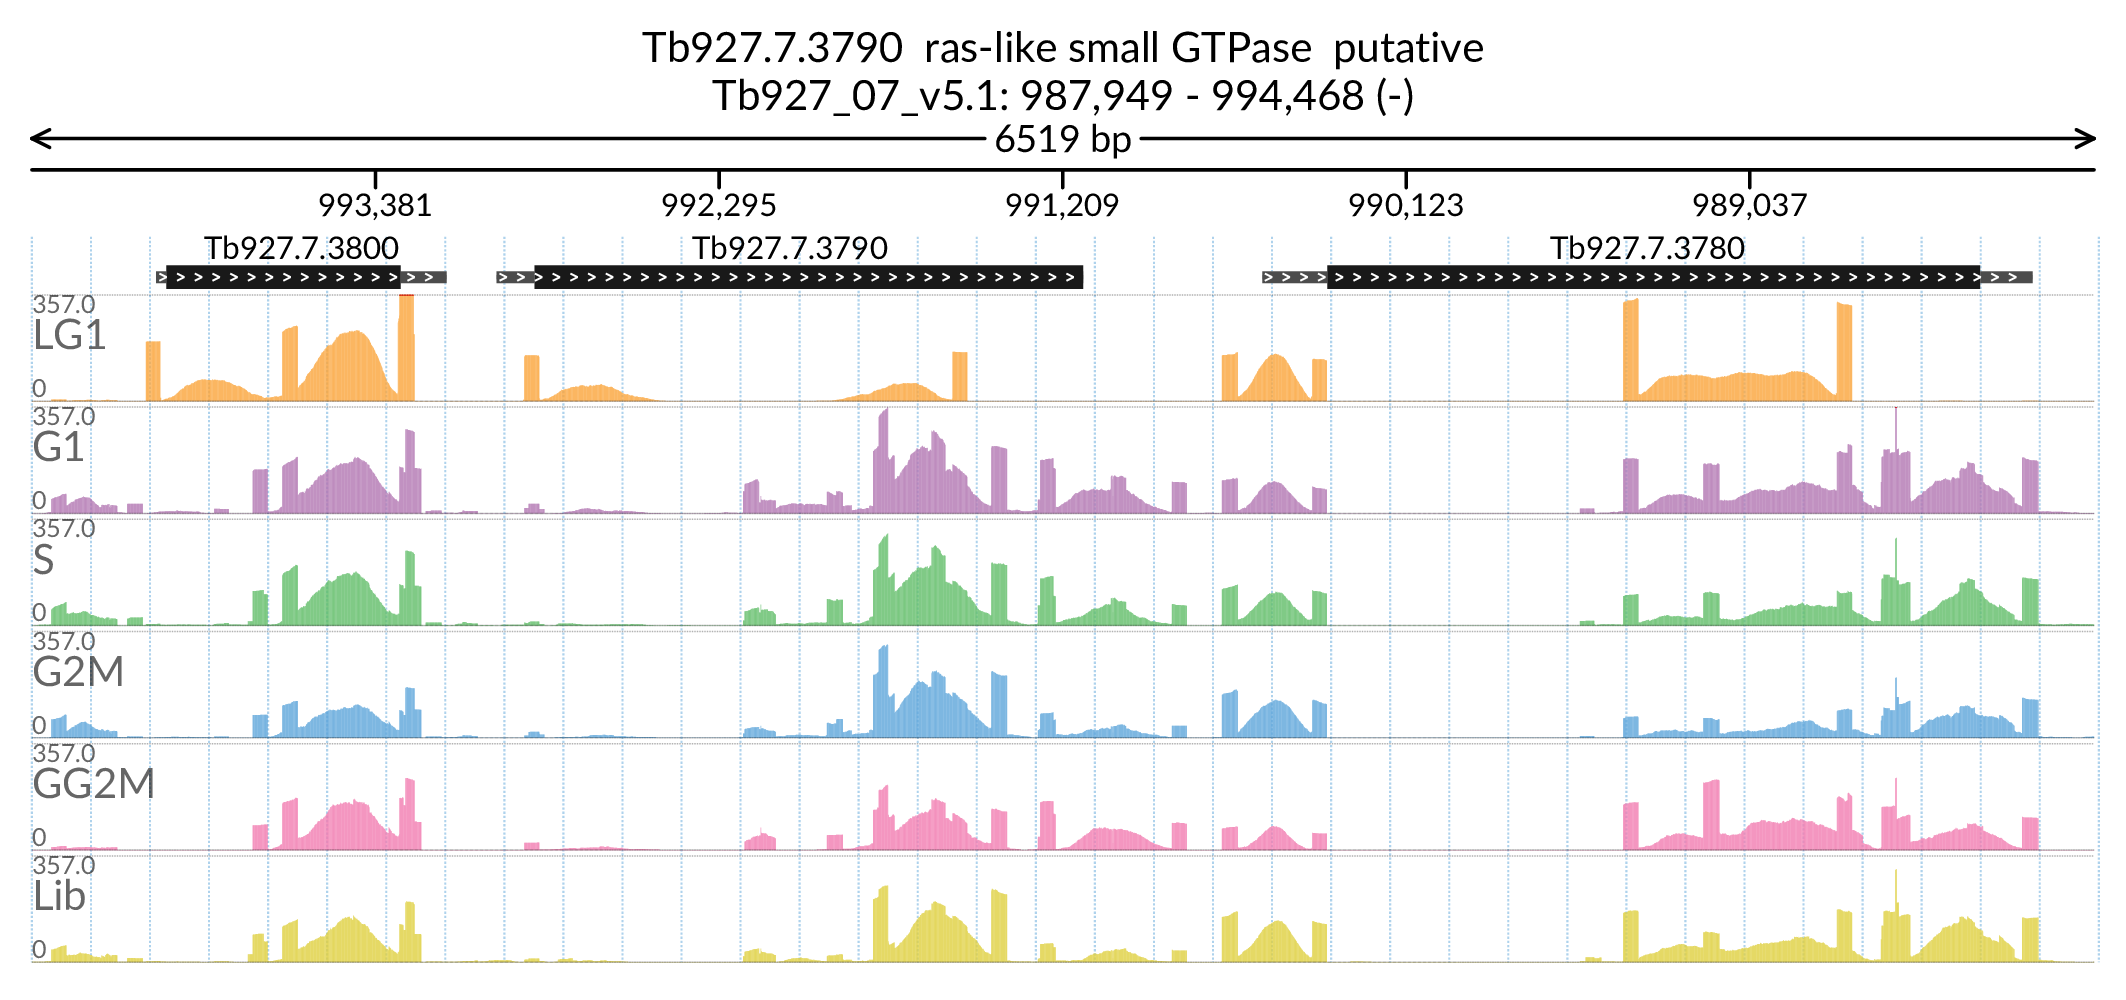 Tb927.7.3790  ras-like small GTPase  putative
Tb927_07_v5.1: 987,949 - 994,468 (-)
6519 bp
993,381 992,295 991,209 990,123 989,037
Tb927.7.3800 Tb927.7.3790 Tb927.7.3780
357.0
LG1
0
357.0
G1
0
357.0
S
0
357.0
G2M
0
357.0
GG2M
0
357.0
Lib
0